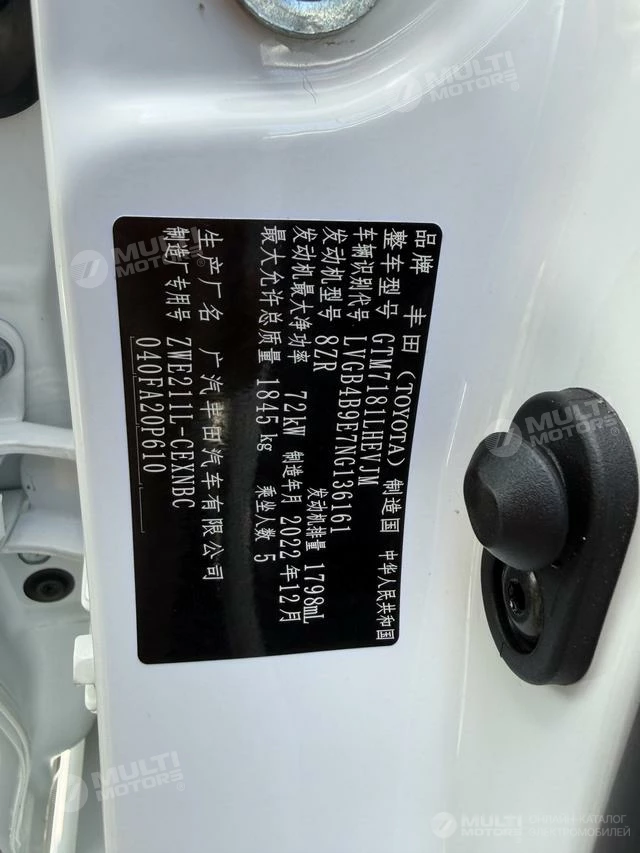 品牌 丰田（TOYOTA） 制造国 中华人民共和国
整车型号 GTM7181LHEVJM
车辆识别代号 LVGB4B9E7NG136161
发动机型号 8ZR 发动机排量 1798mL
发动机最大净功率 72kW 制造年月 2022年12月
最大允许总质量 1845 kg 乘坐人数 5
生产厂名 广汽丰田汽车有限公司
制造厂专用号 ZWE211L-CEXNBC
040FA20P610
MULTI MOTORS
MULTI MOTORS
MULTI MOTORS
MULTI MOTORS
ОНЛАЙН-КАТАЛОГ
ЭЛЕКТРОМОБИЛЕЙ